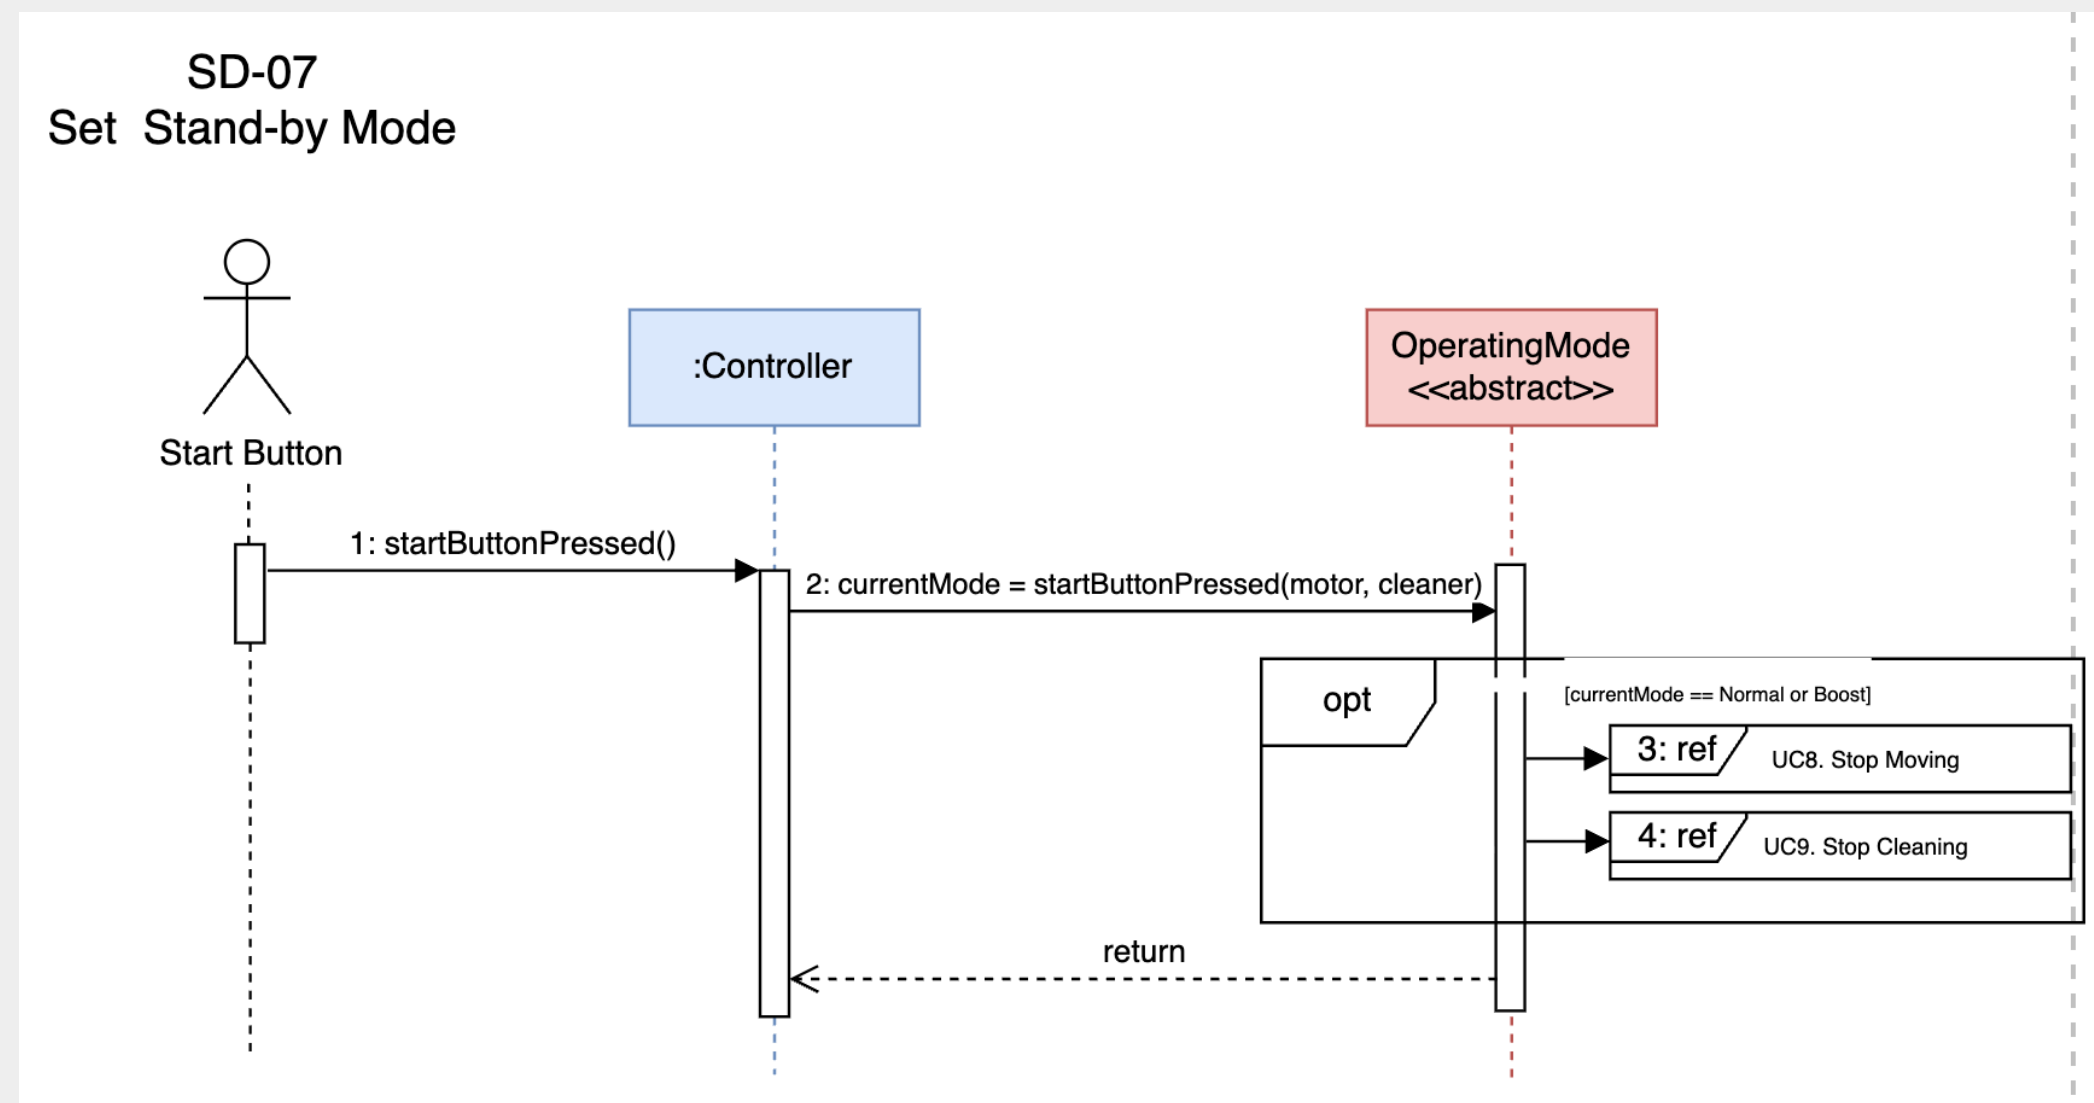 SD-07
Set Stand-by Mode
Start Button
:Controller
OperatingMode
<<abstract>>
1: startButtonPressed()
2: currentMode = startButtonPressed(motor, cleaner)
opt
[currentMode == Normal or Boost]
3: ref
UC8. Stop Moving
4: ref
UC9. Stop Cleaning
return